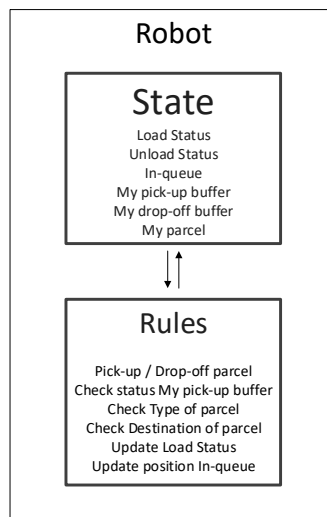 Robot
State
Load Status
Unload Status
In-queue
My pick-up buffer
My drop-off buffer
My parcel
Rules
Pick-up / Drop-off parcel
Check status My pick-up buffer
Check Type of parcel
Check Destination of parcel
Update Load Status
Update position In-queue